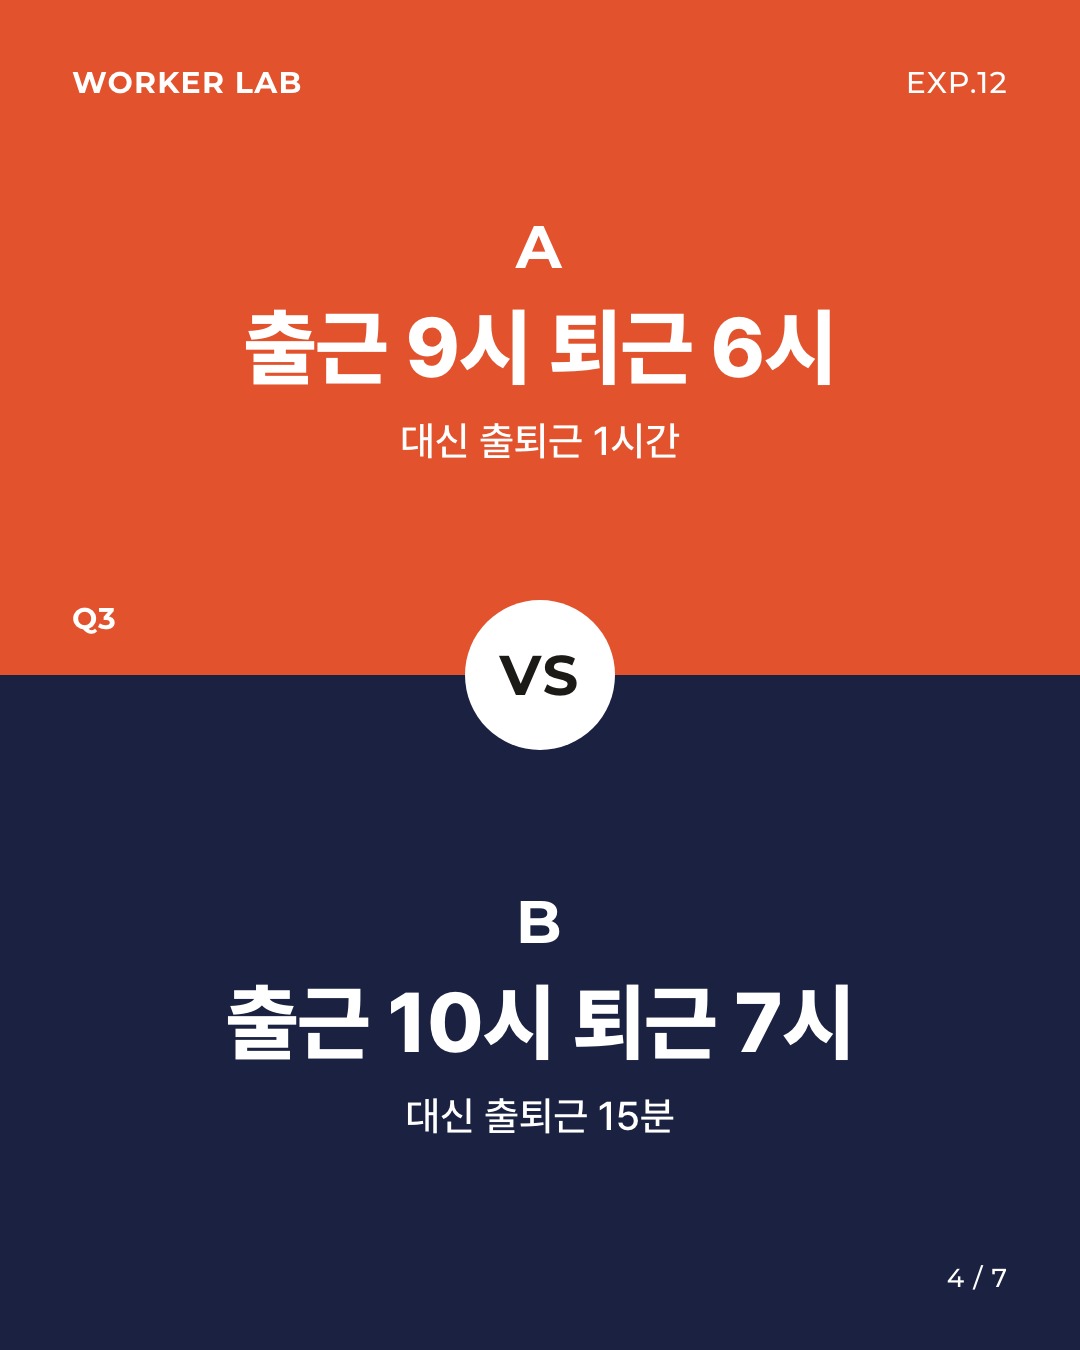 WORKER LAB
EXP.12
A
출근 9시 퇴근 6시
대신 출퇴근 1시간
Q3
VS
B
출근 10시 퇴근 7시
대신 출퇴근 15분
4 / 7